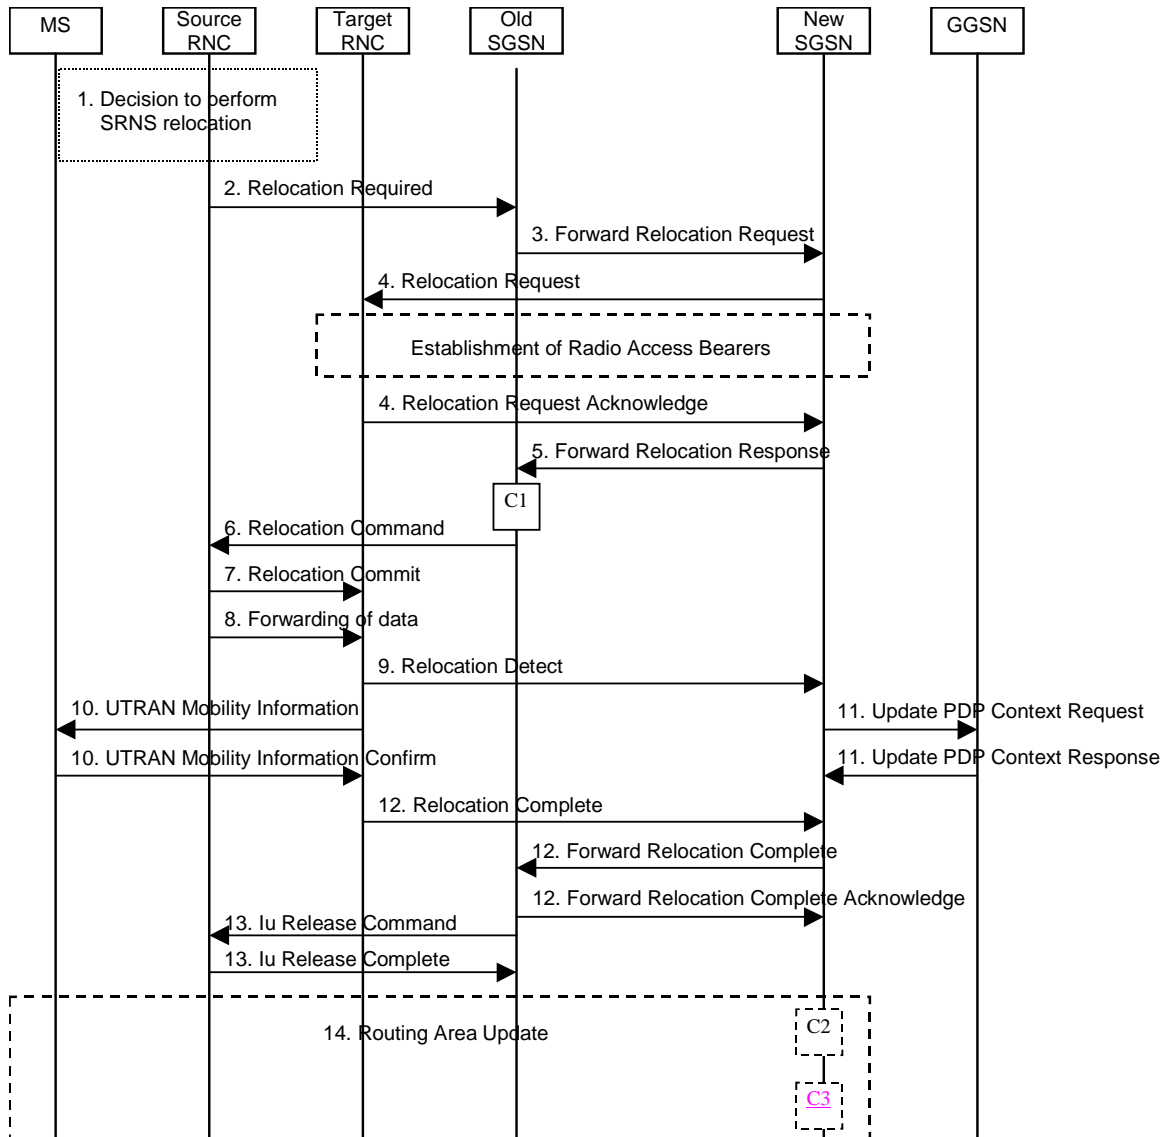 MS
Source
RNC
Target
RNC
Old
SGSN
New
SGSN
GGSN
1. Decision to perform
SRNS relocation
2. Relocation Required
3. Forward Relocation Request
4. Relocation Request
Establishment of Radio Access Bearers
4. Relocation Request Acknowledge
5. Forward Relocation Response
C1
6. Relocation Command
7. Relocation Commit
8. Forwarding of data
9. Relocation Detect
10. UTRAN Mobility Information
11. Update PDP Context Request
10. UTRAN Mobility Information Confirm
11. Update PDP Context Response
12. Relocation Complete
12. Forward Relocation Complete
12. Forward Relocation Complete Acknowledge
13. Iu Release Command
13. Iu Release Complete
14. Routing Area Update
C2
C3